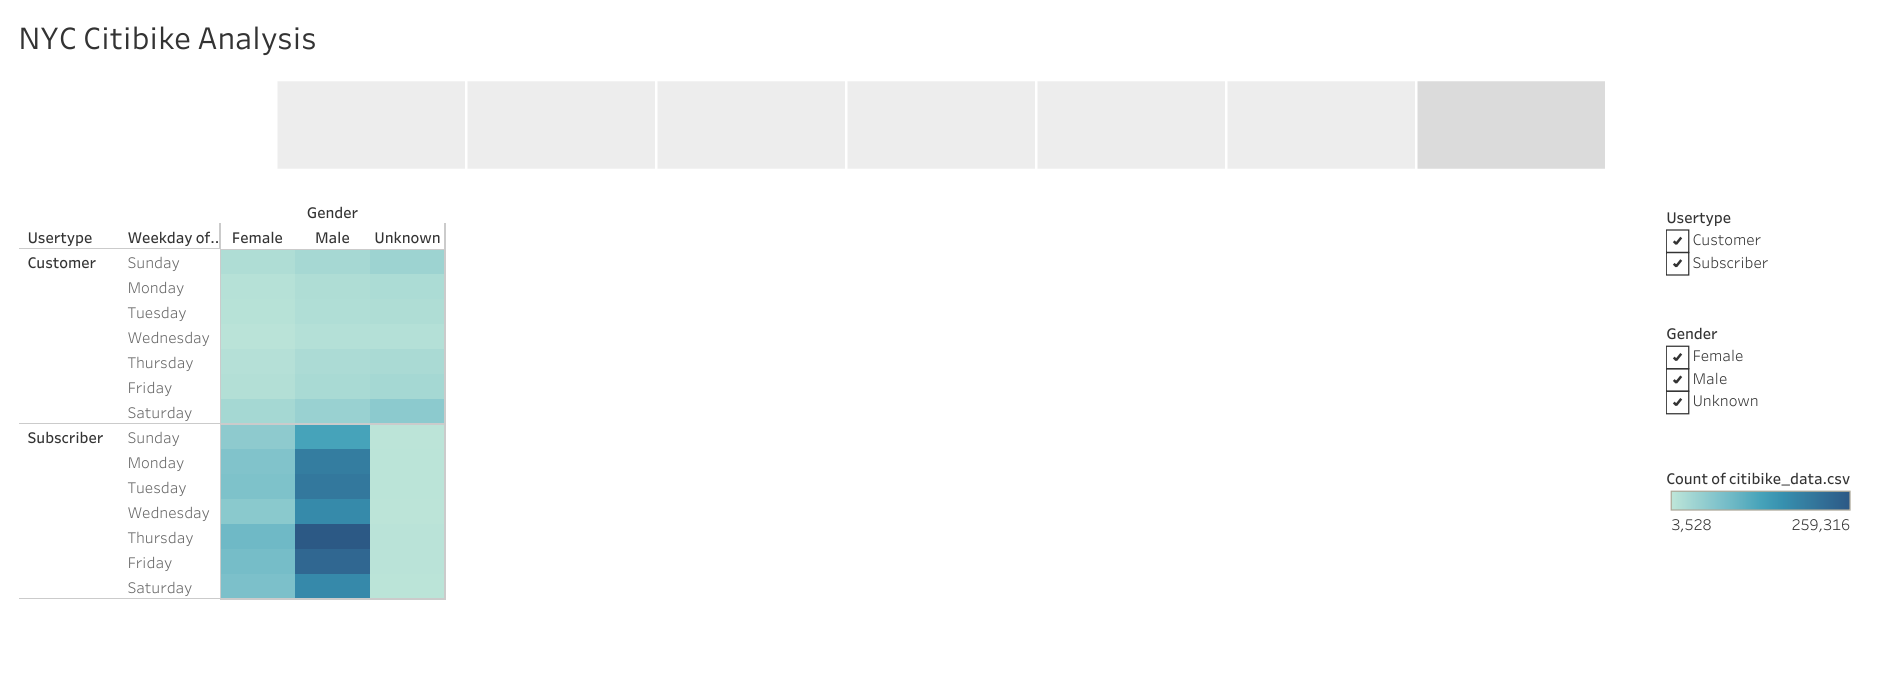 NYC Citibike Analysis
Gender
Usertype Weekday of.. Female Male Unknown
Customer Sunday
Monday
Tuesday
Wednesday
Thursday
Friday
Saturday
Subscriber Sunday
Monday
Tuesday
Wednesday
Thursday
Friday
Saturday
Usertype
Customer
Subscriber
Gender
Female
Male
Unknown
Count of citibike_data.csv
3,528 259,316